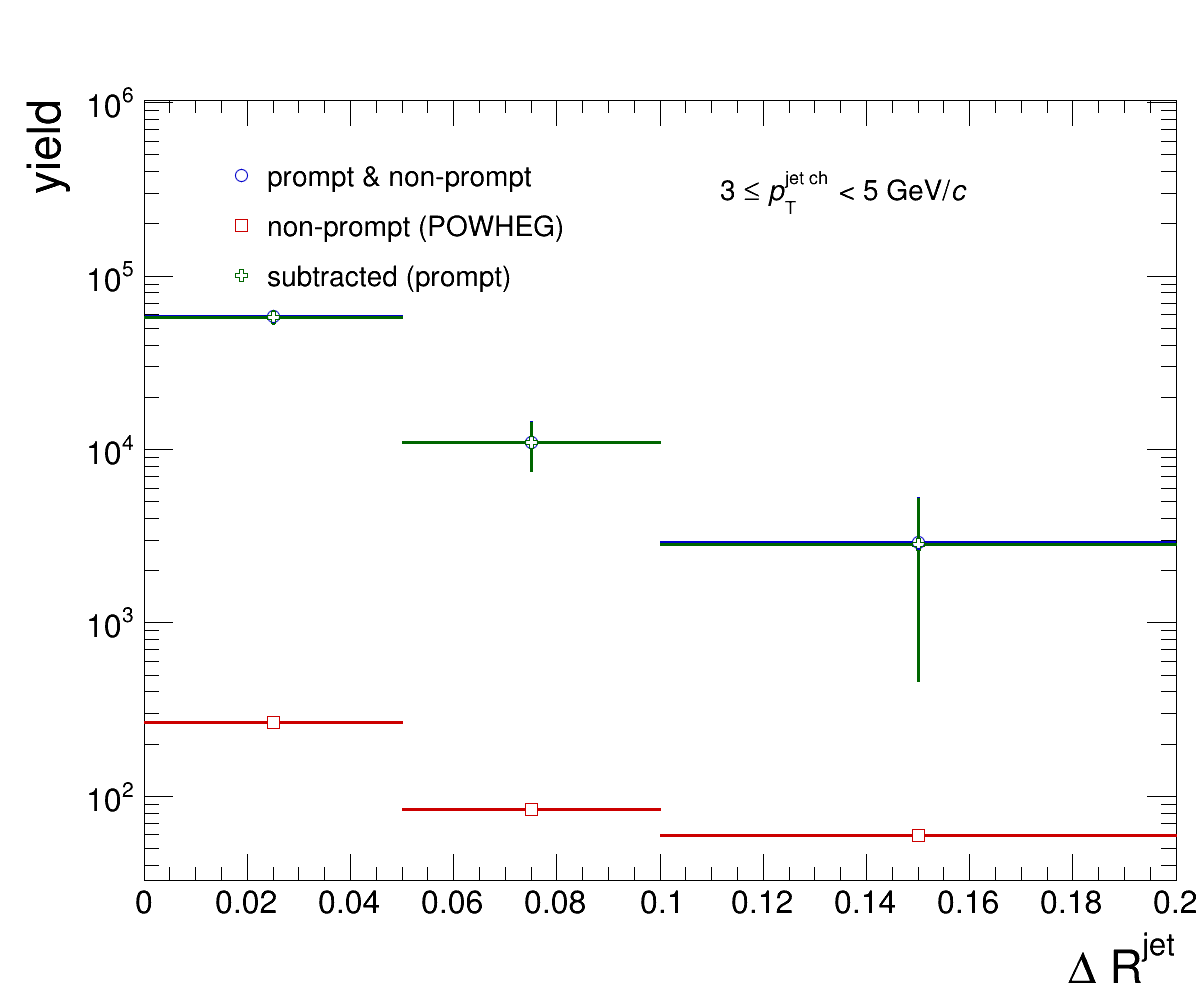 yield
10^6
10^5
10^4
10^3
10^2
prompt & non-prompt
non-prompt (POWHEG)
subtracted (prompt)
3 ≤ p_T^{jet ch} < 5 GeV/c
0 0.02 0.04 0.06 0.08 0.1 0.12 0.14 0.16 0.18 0.2
Δ R^{jet}